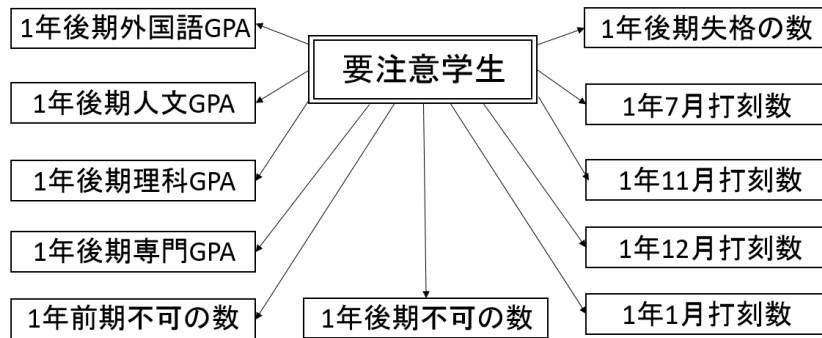 要注意学生
1年後期外国語GPA
1年後期人文GPA
1年後期理科GPA
1年後期専門GPA
1年前期不可の数
1年後期不可の数
1年後期失格の数
1年7月打刻数
1年11月打刻数
1年12月打刻数
1年1月打刻数